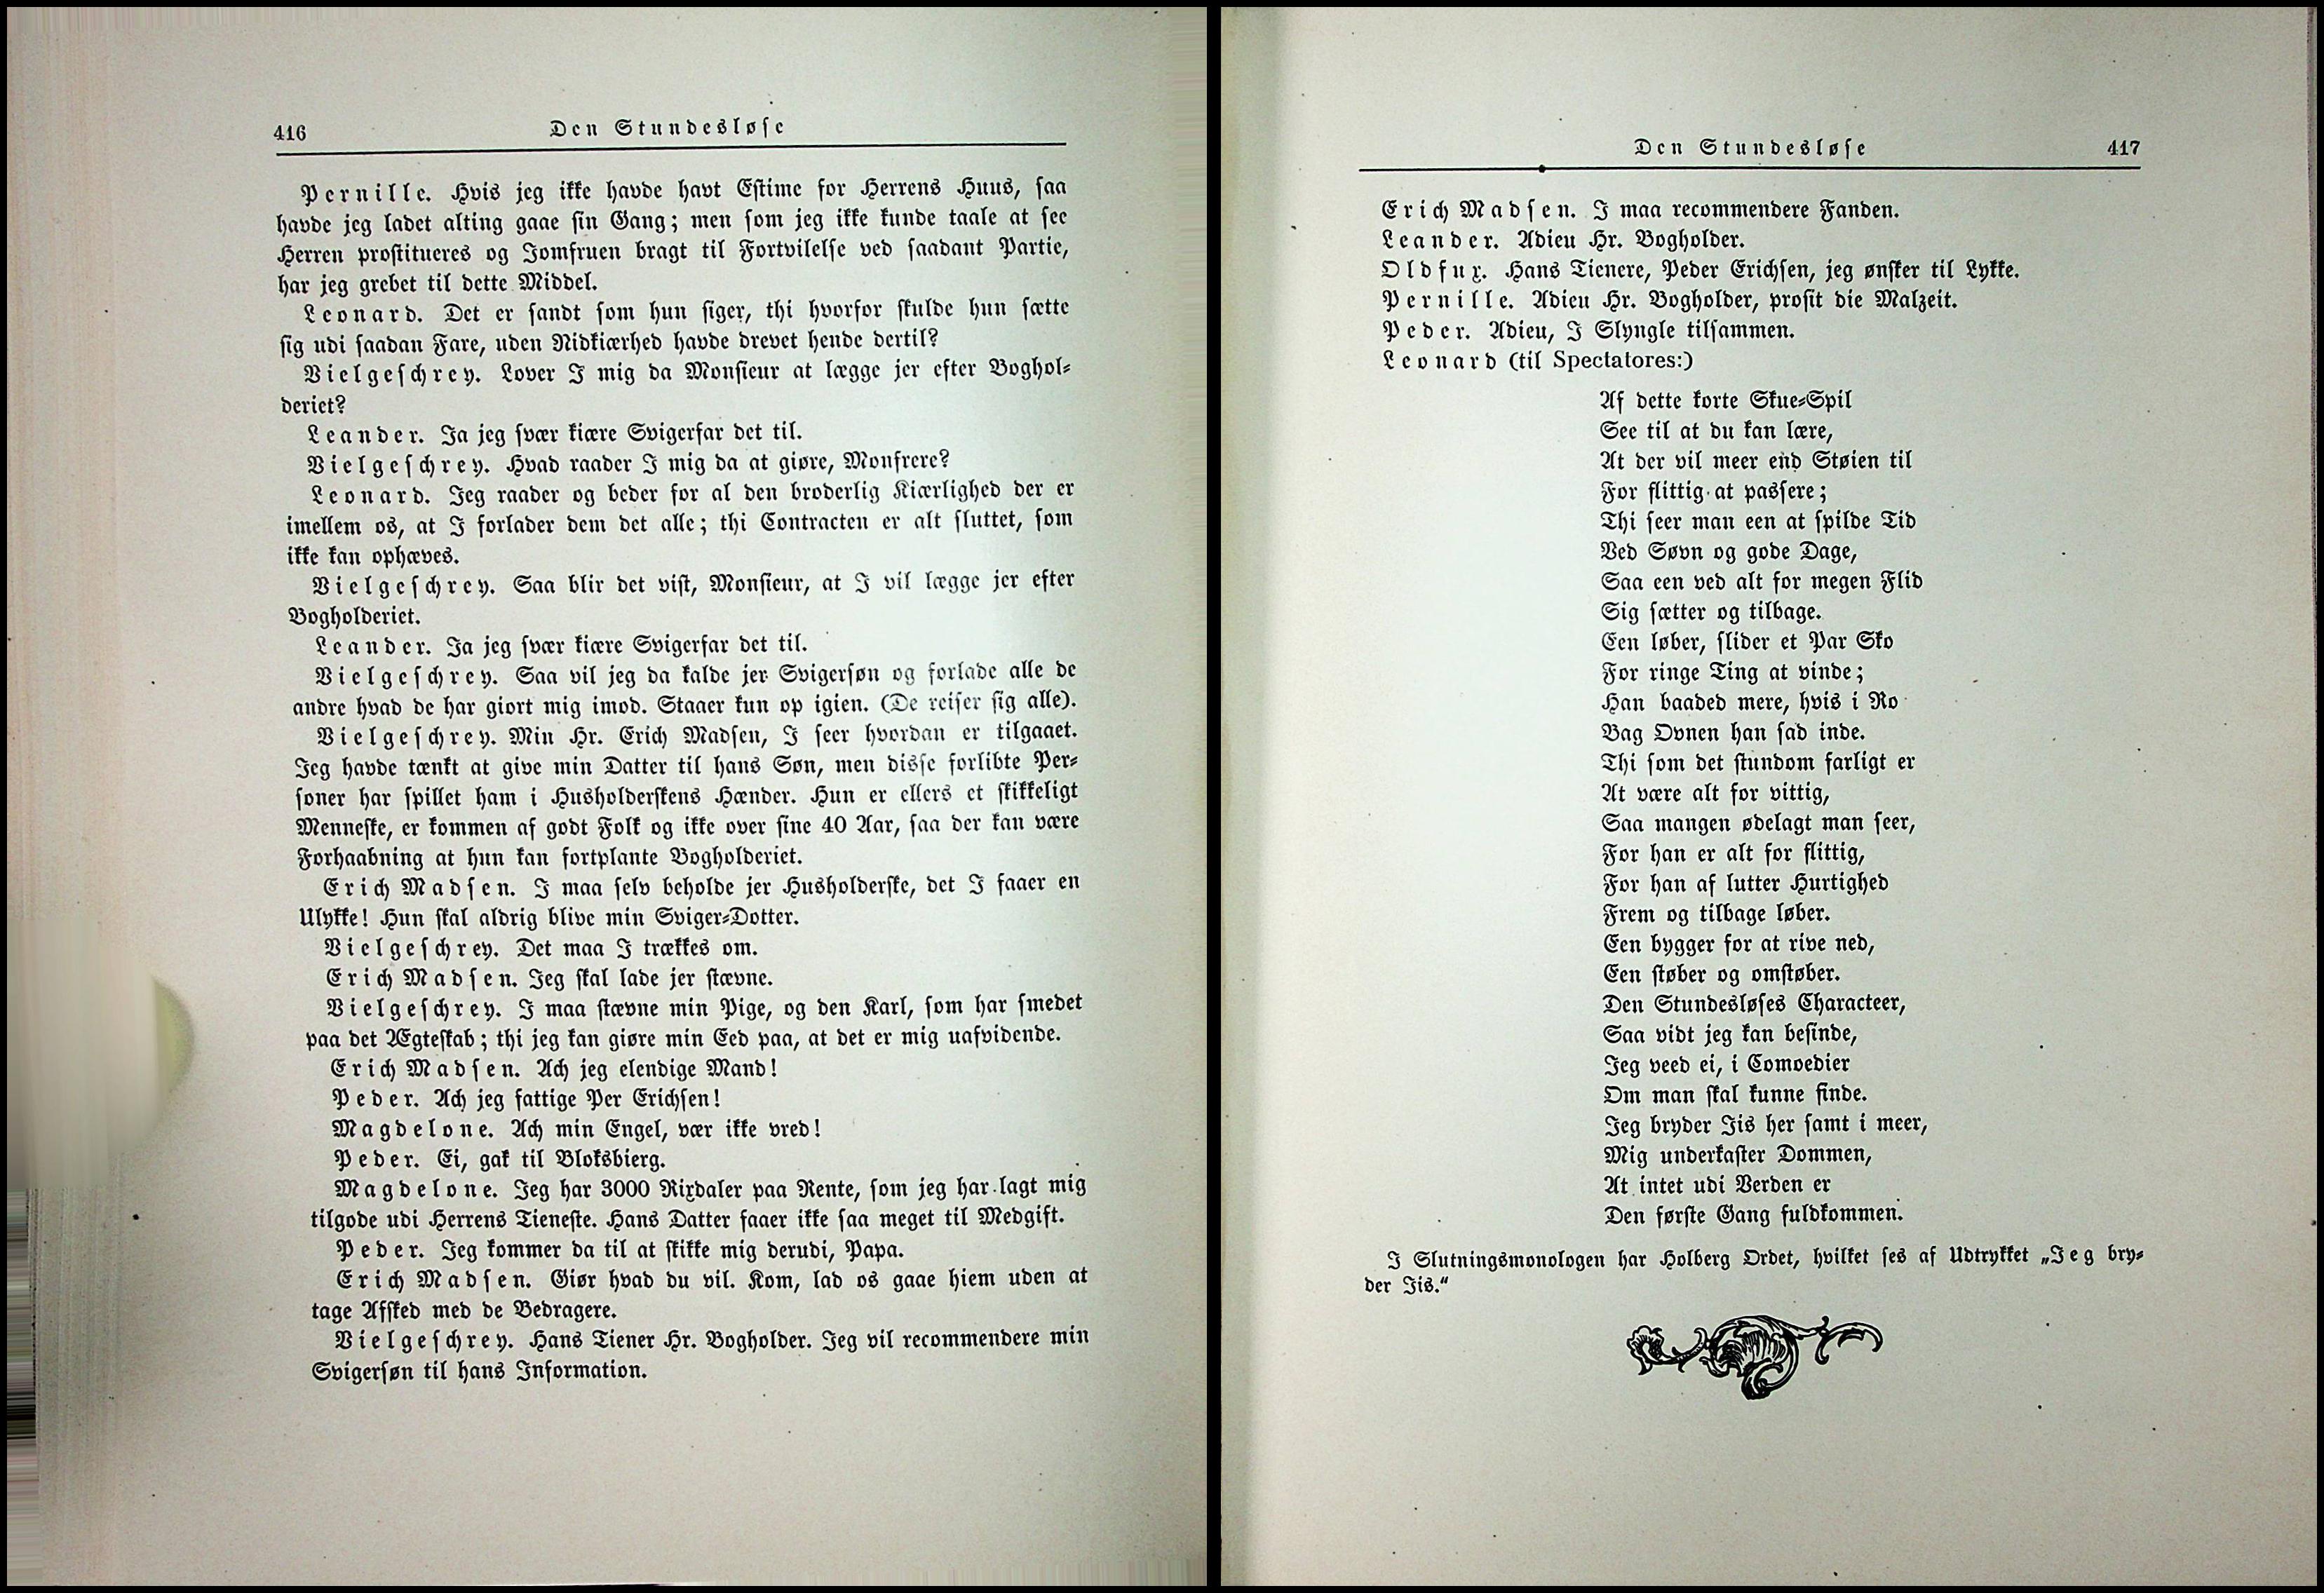 416
Den Stundesløse
Pernille. Hvis jeg ikke havde havt Estime for Herrens Huus, saa
havde jeg ladet alting gaae sin Gang; men som jeg ikke kunde taale at see
Herren prostitueres og Jomfruen bragt til Fortvilelse ved saadant Partie,
har jeg grebet til dette Middel.
Leonard. Det er sandt som hun siger, thi hvorfor skulde hun sætte
sig udi saadan Fare, uden Nidkiærhed havde drevet hende dertil?
Vielgeschrey. Lover I mig da Monsieur at lægge jer efter Boghol-
deriet?
Leander. Ja jeg svær kiære Svigerfar det til.
Vielgeschrey. Hvad raader I mig da at giøre, Monfrere?
Leonard. Jeg raader og beder for al den broderlig Kiærlighed der er
imellem os, at I forlader dem det alle; thi Contracten er alt sluttet, som
ikke kan ophæves.
Vielgeschrey. Saa blir det vist, Monsieur, at I vil lægge jer efter
Bogholderiet.
Leander. Ja jeg svær kiære Svigerfar det til.
Vielgeschrey. Saa vil jeg da kalde jer Svigersøn og forlade alle de
andre hvad de har giort mig imod. Staaer kun op igien. (De reiser sig alle).
Vielgeschrey. Min Hr. Erich Madsen, I seer hvordan er tilgaaet.
Jeg havde tænkt at give min Datter til hans Søn, men disse forlibte Per-
soner har spillet ham i Husholderskens Hænder. Hun er ellers et skikkeligt
Menneske, er kommen af godt Folk og ikke over sine 40 Aar, saa der kan være
Forhaabning at hun kan fortplante Bogholderiet.
Erich Madsen. I maa selv beholde jer Husholderske, det I faaer en
Ulykke! Hun skal aldrig blive min Sviger-Dotter.
Vielgeschrey. Det maa I trækkes om.
Erich Madsen. Jeg skal lade jer stævne.
Vielgeschrey. I maa stævne min Pige, og den Karl, som har smedet
paa det Ægteskab; thi jeg kan giøre min Eed paa, at det er mig uafvidende.
Erich Madsen. Ach jeg elendige Mand!
Peder. Ach jeg fattige Per Erichsen!
Magdelone. Ach min Engel, vær ikke vred!
Peder. Ei, gak til Bloksbierg.
Magdelone. Jeg har 3000 Rixdaler paa Rente, som jeg har lagt mig
tilgode udi Herrens Tieneste. Hans Datter faaer ikke saa meget til Medgift.
Peder. Jeg kommer da til at skikke mig derudi, Papa.
Erich Madsen. Giør hvad du vil. Kom, lad os gaae hiem uden at
tage Afsked med de Bedragere.
Vielgeschrey. Hans Tiener Hr. Bogholder. Jeg vil recommendere min
Svigersøn til hans Information.
Den Stundesløse
417
Erich Madsen. I maa recommendere Fanden.
Leander. Adieu Hr. Bogholder.
Oldfux. Hans Tienere, Peder Erichsen, jeg ønsker til Lykke.
Pernille. Adieu Hr. Bogholder, prosit die Malzeit.
Peder. Adieu, I Slyngle tilsammen.
Leonard (til Spectatores:)
Af dette korte Skue-Spil
See til at du kan lære,
At der vil meer end Støien til
For flittig at passere;
Thi seer man een at spilde Tid
Ved Søvn og gode Dage,
Saa een ved alt for megen Flid
Sig sætter og tilbage.
Een løber, slider et Par Sko
For ringe Ting at vinde;
Han baaded mere, hvis i Ro
Bag Ovnen han sad inde.
Thi som det stundom farligt er
At være alt for vittig,
Saa mangen ødelagt man seer,
For han er alt for flittig,
For han af lutter Hurtighed
Frem og tilbage løber.
Een bygger for at rive ned,
Een støber og omstøber.
Den Stundesløses Characteer,
Saa vidt jeg kan besinde,
Jeg veed ei, i Comoedier
Om man skal kunne finde.
Jeg bryder Jis her samt i meer,
Mig underkaster Dommen,
At intet udi Verden er
Den første Gang fuldkommen.
I Slutningsmonologen har Holberg Ordet, hvilket ses af Udtrykket „Jeg bry-
der Jis.“